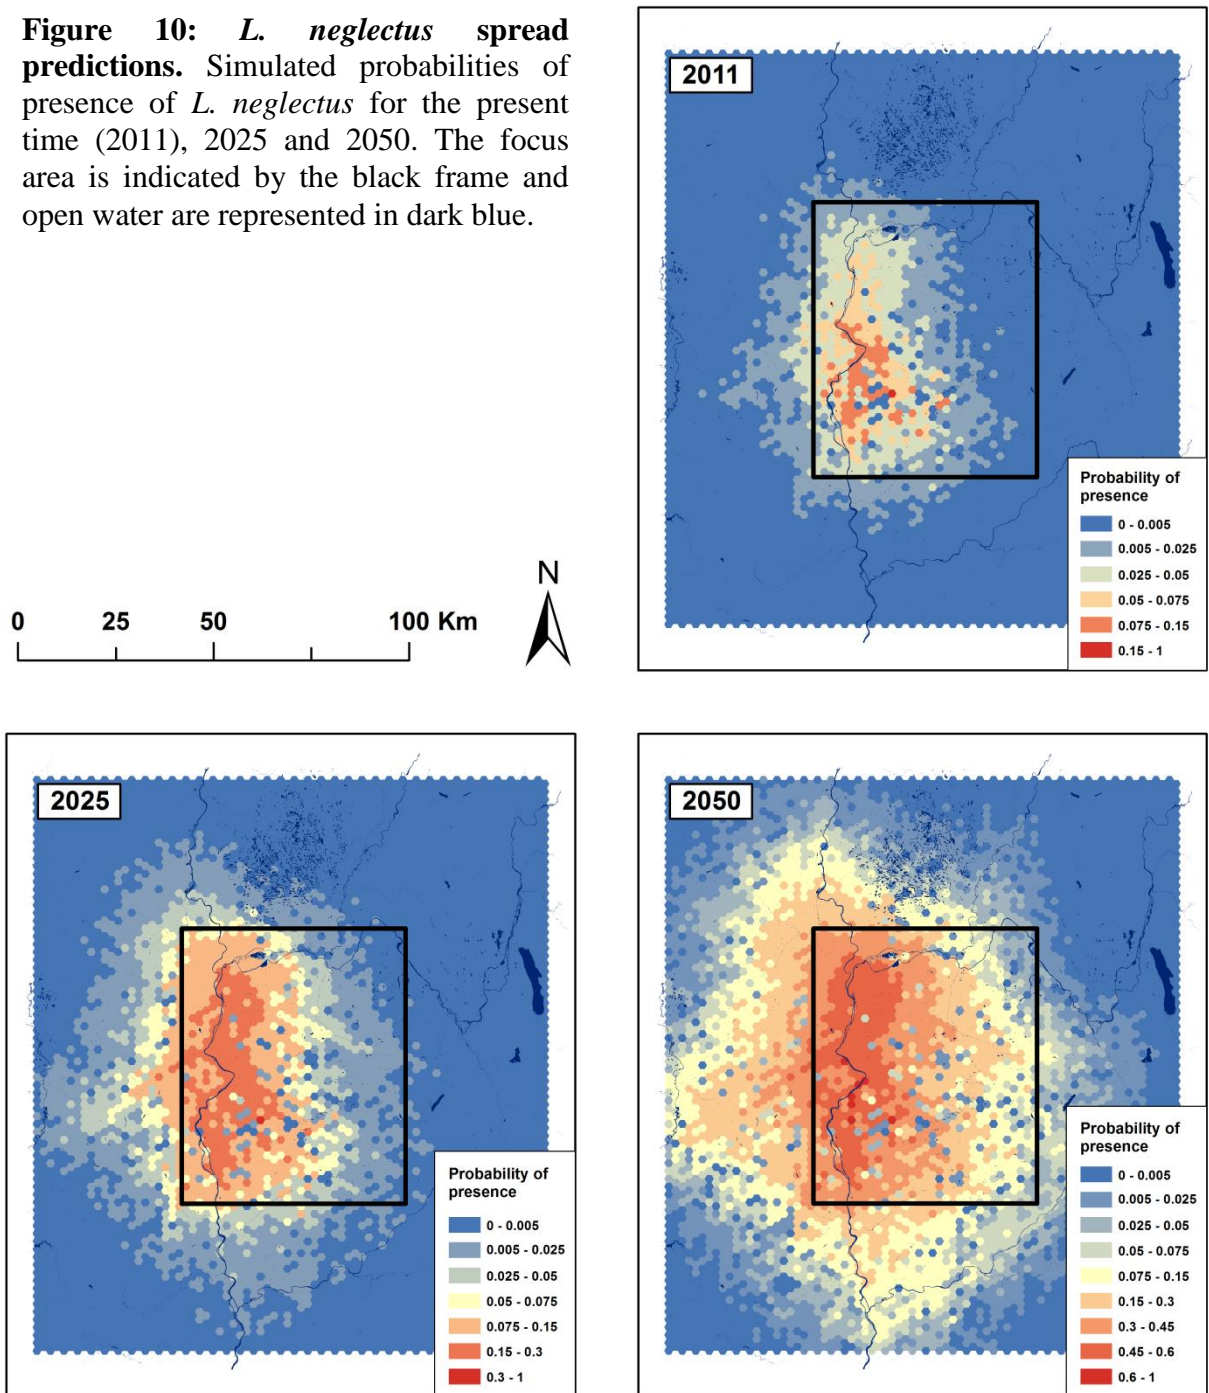 Figure 10: L. neglectus spread
predictions. Simulated probabilities of
presence of L. neglectus for the present
time (2011), 2025 and 2050. The focus
area is indicated by the black frame and
open water are represented in dark blue.
N
0 25 50 100 Km
2011
Probability of
presence
0 - 0.005
0.005 - 0.025
0.025 - 0.05
0.05 - 0.075
0.075 - 0.15
0.15 - 1
2025
Probability of
presence
0 - 0.005
0.005 - 0.025
0.025 - 0.05
0.05 - 0.075
0.075 - 0.15
0.15 - 0.3
0.3 - 1
2050
Probability of
presence
0 - 0.005
0.005 - 0.025
0.025 - 0.05
0.05 - 0.075
0.075 - 0.15
0.15 - 0.3
0.3 - 0.45
0.45 - 0.6
0.6 - 1